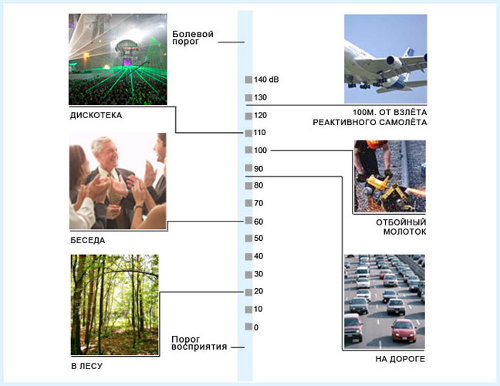 Болевой
порог
140 dB
130
120
110
100
90
80
70
60
50
40
30
20
10
0
ДИСКОТЕКА
100М. ОТ ВЗЛЁТА
РЕАКТИВНОГО САМОЛЁТА
БЕСЕДА
ОТБОЙНЫЙ
МОЛОТОК
В ЛЕСУ
Порог
восприятия
НА ДОРОГЕ